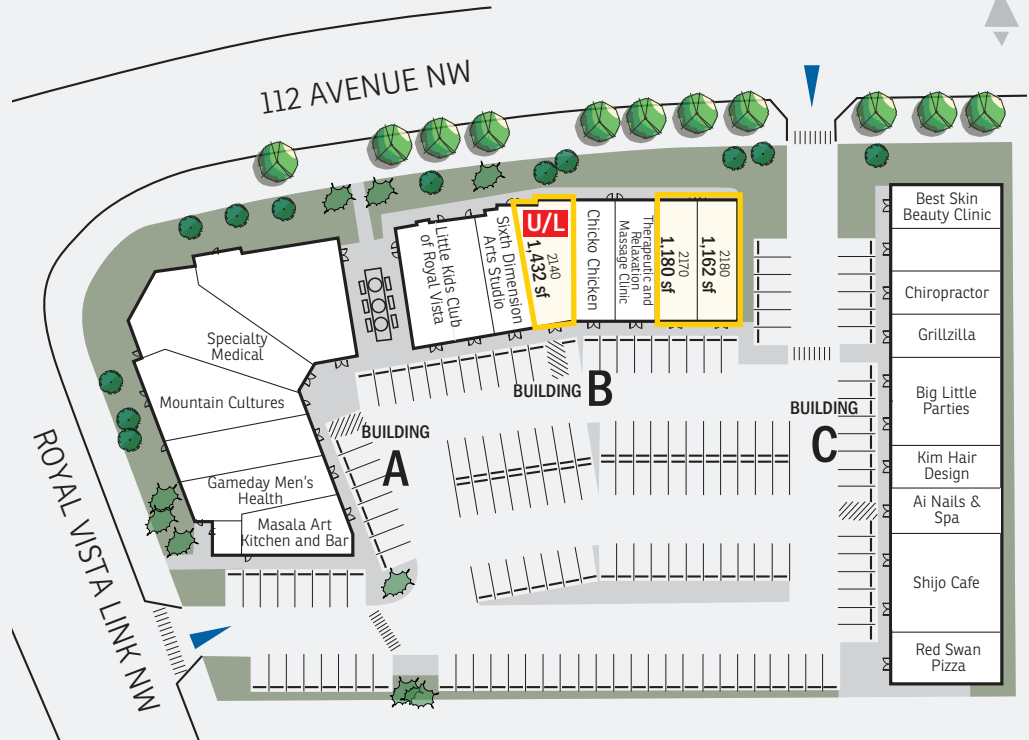 112 AVENUE NW
ROYAL VISTA LINK NW
Specialty
Medical
Mountain Cultures
Gameday Men's
Health
Masala Art
Kitchen and Bar
BUILDING
A
Little Kids Club
of Royal Vista
Sixth Dimension
Arts Studio
U/L
2140
1,432 sf
Chicko Chicken
Therapeutic and
Relaxation
Massage Clinic
2170
1,180 sf
2180
1,162 sf
BUILDING
B
BUILDING
C
Best Skin
Beauty Clinic
Chiropractor
Grillzilla
Big Little
Parties
Kim Hair
Design
Ai Nails &
Spa
Shijo Cafe
Red Swan
Pizza